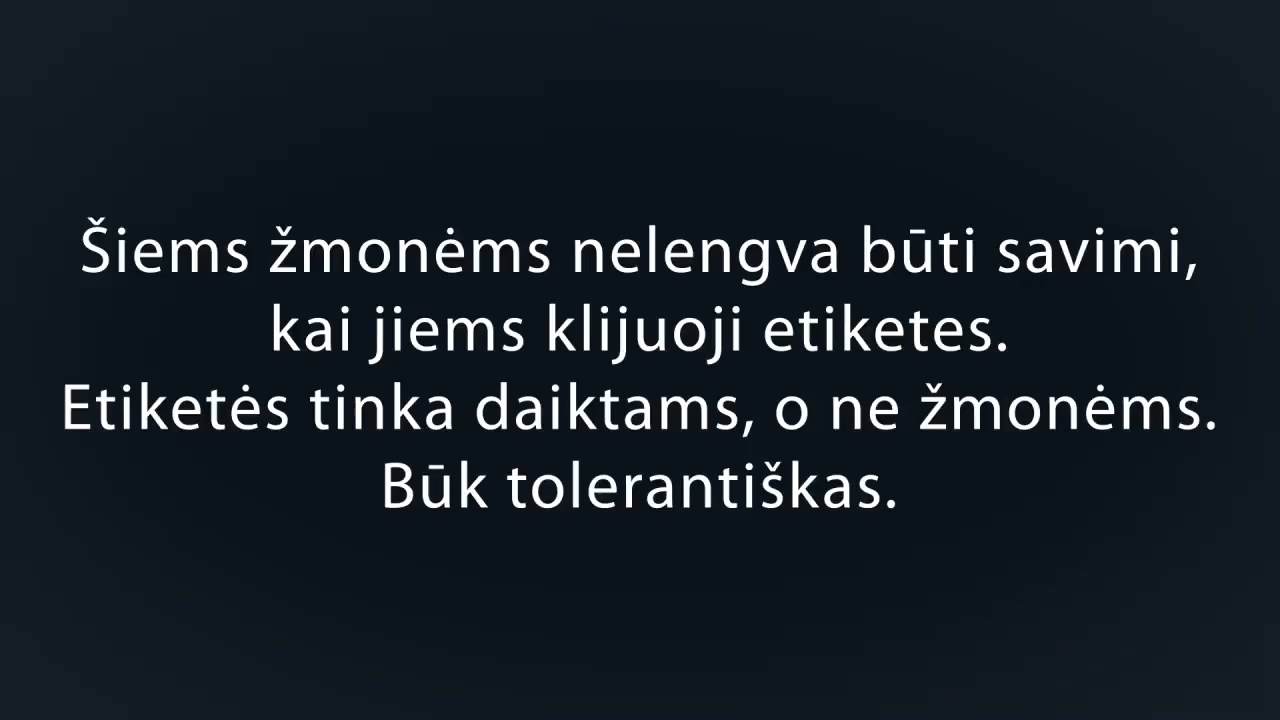 Šiems žmonėms nelengva būti savimi,
kai jiems klijuoji etiketes.
Etiketės tinka daiktams, o ne žmonėms.
Būk tolerantiškas.